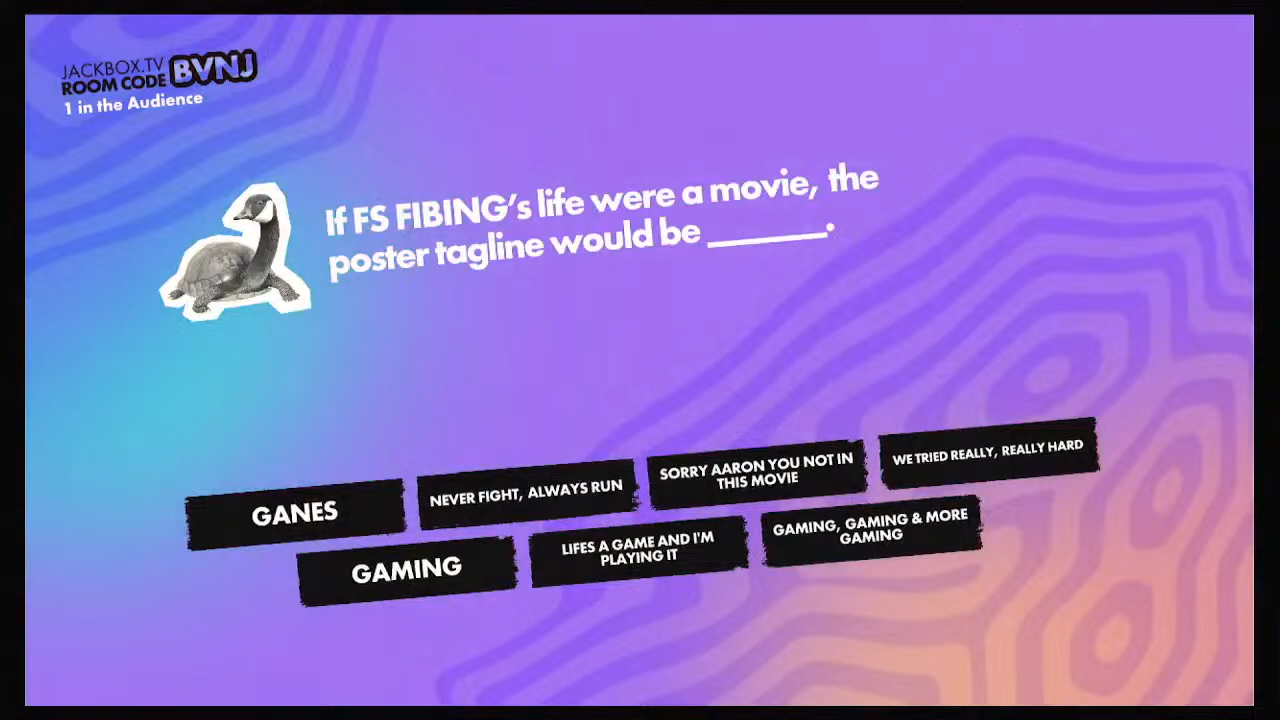 JACKBOX.TV
ROOM CODE BVNJ
1 in the Audience
If FS FIBING's life were a movie, the
poster tagline would be ______.
GANES
NEVER FIGHT, ALWAYS RUN
SORRY AARON YOU NOT IN
THIS MOVIE
WE TRIED REALLY, REALLY HARD
GAMING
LIFES A GAME AND I'M
PLAYING IT
GAMING, GAMING & MORE
GAMING